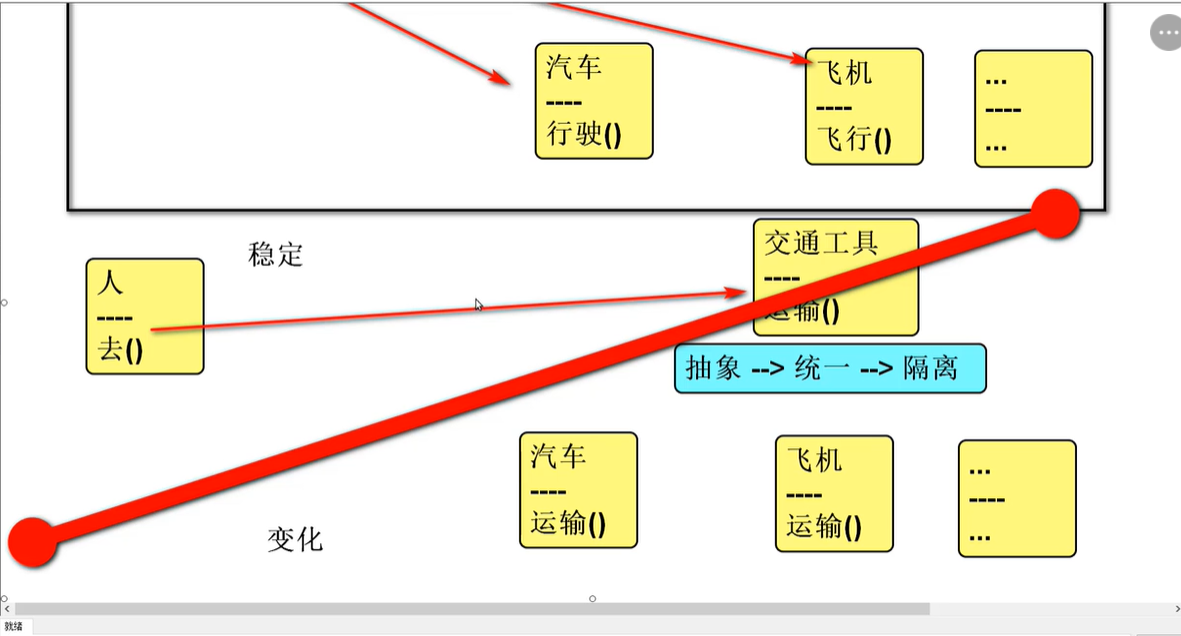 汽车
----
行驶()
飞机
----
飞行()
...
----
...
稳定
人
----
去()
交通工具
----
运输()
抽象 --> 统一 --> 隔离
汽车
----
运输()
飞机
----
运输()
...
----
...
变化
就绪